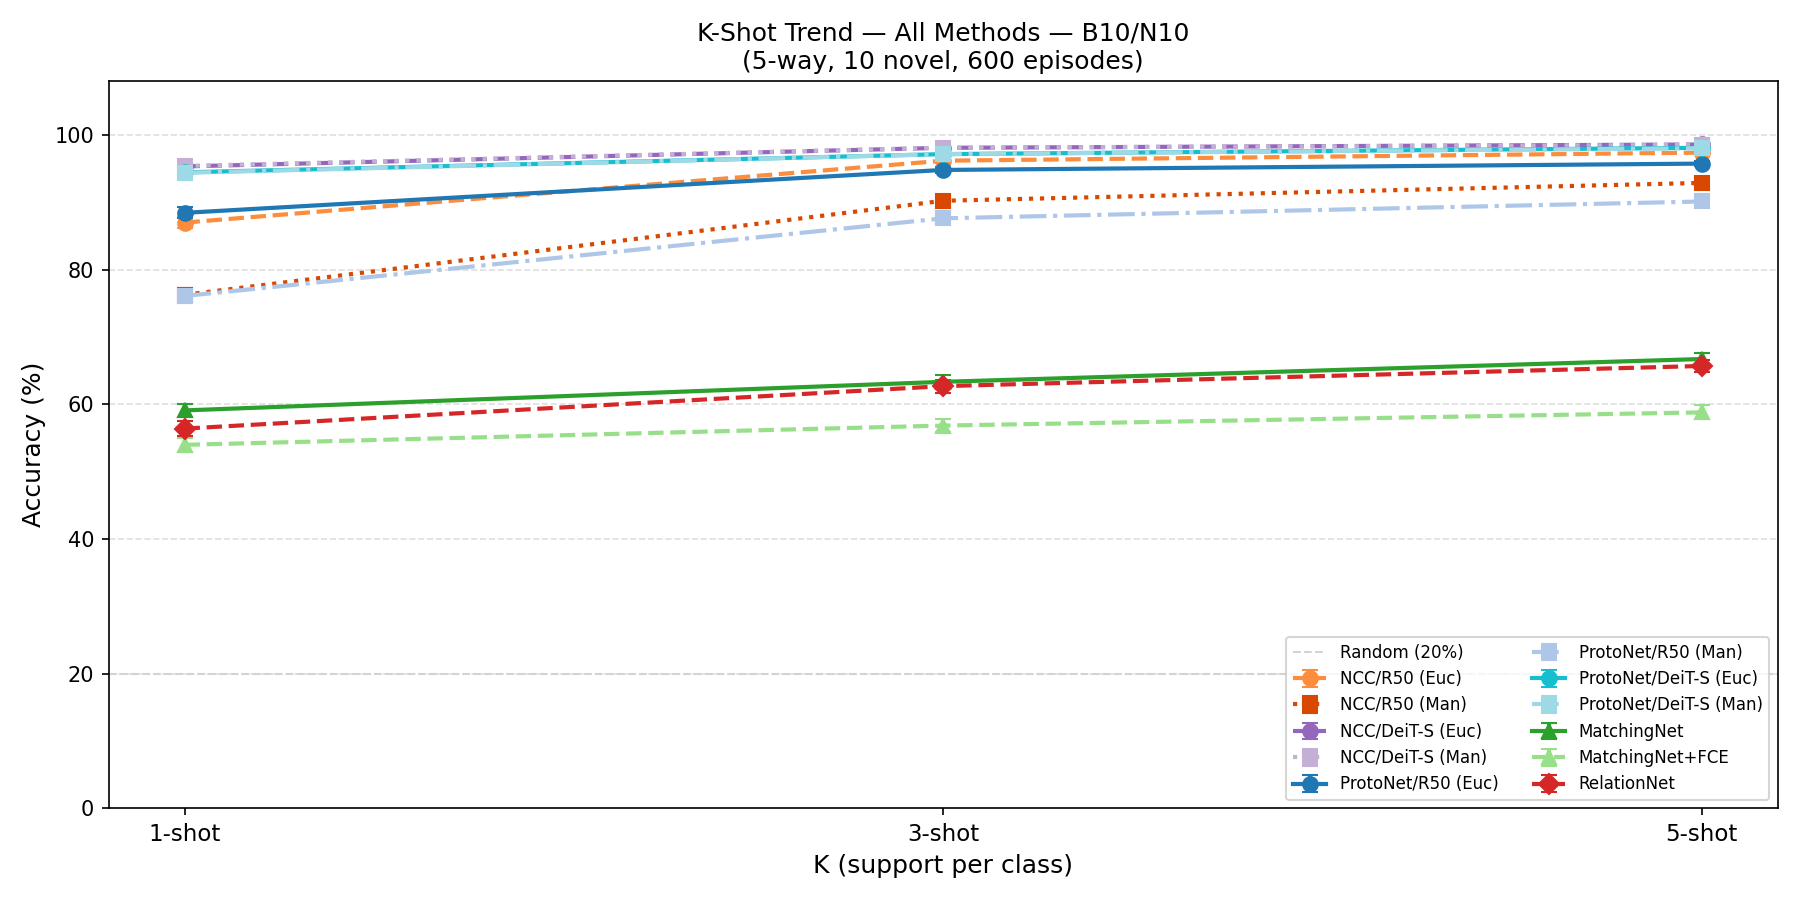 K-Shot Trend — All Methods — B10/N10
(5-way, 10 novel, 600 episodes)
Accuracy (%)
100
80
60
40
20
0
1-shot
3-shot
5-shot
K (support per class)
Random (20%)
NCC/R50 (Euc)
NCC/R50 (Man)
NCC/DeiT-S (Euc)
NCC/DeiT-S (Man)
ProtoNet/R50 (Euc)
ProtoNet/R50 (Man)
ProtoNet/DeiT-S (Euc)
ProtoNet/DeiT-S (Man)
MatchingNet
MatchingNet+FCE
RelationNet